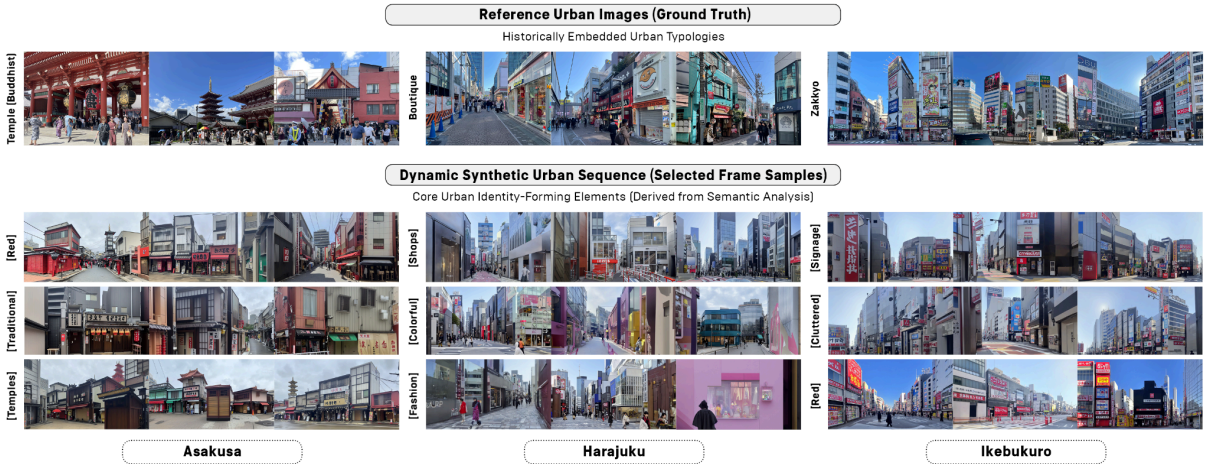 Reference Urban Images (Ground Truth)
Historically Embedded Urban Typologies
Temple [Buddhist]
Boutique
Zakkyo
Dynamic Synthetic Urban Sequence (Selected Frame Samples)
Core Urban Identity-Forming Elements (Derived from Semantic Analysis)
[Red]
[Shops]
[Signage]
[Traditional]
[Colorful]
[Cluttered]
[Temples]
[Fashion]
[Red]
Asakusa
Harajuku
Ikebukuro